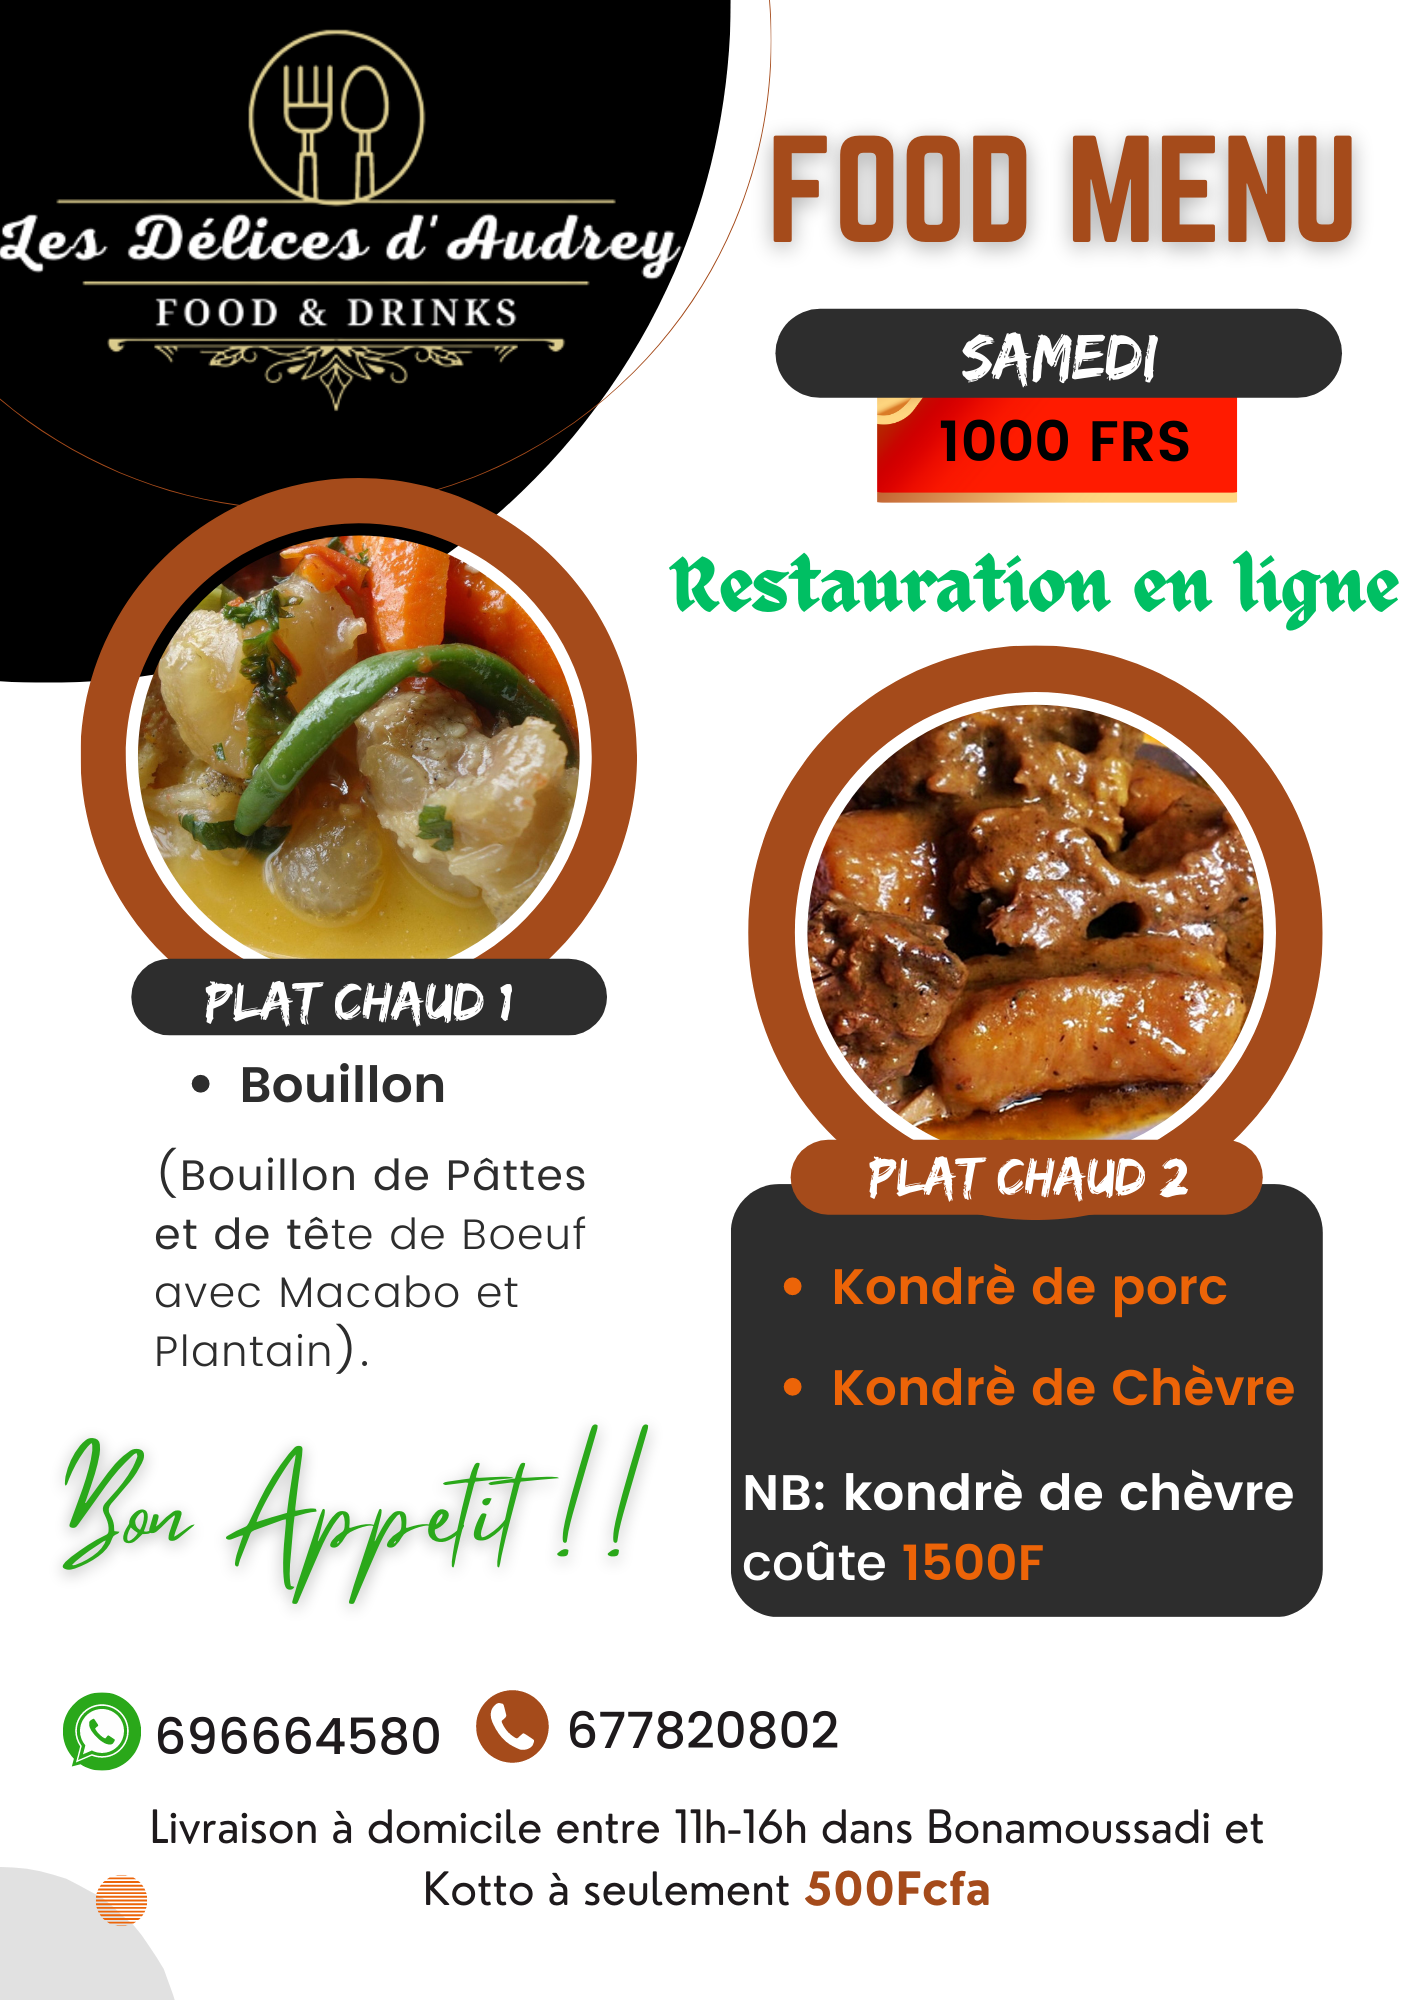 Les Délices d'Audrey
FOOD & DRINKS
FOOD MENU
SAMEDI
1000 FRS
Restauration en ligne
PLAT CHAUD 1
• Bouillon
(Bouillon de Pâttes
et de tête de Boeuf
avec Macabo et
Plantain).
Bon Appetit !!
PLAT CHAUD 2
• Kondrè de porc
• Kondrè de Chèvre
NB: kondrè de chèvre
coûte 1500F
696664580
677820802
Livraison à domicile entre 11h-16h dans Bonamoussadi et
Kotto à seulement 500Fcfa